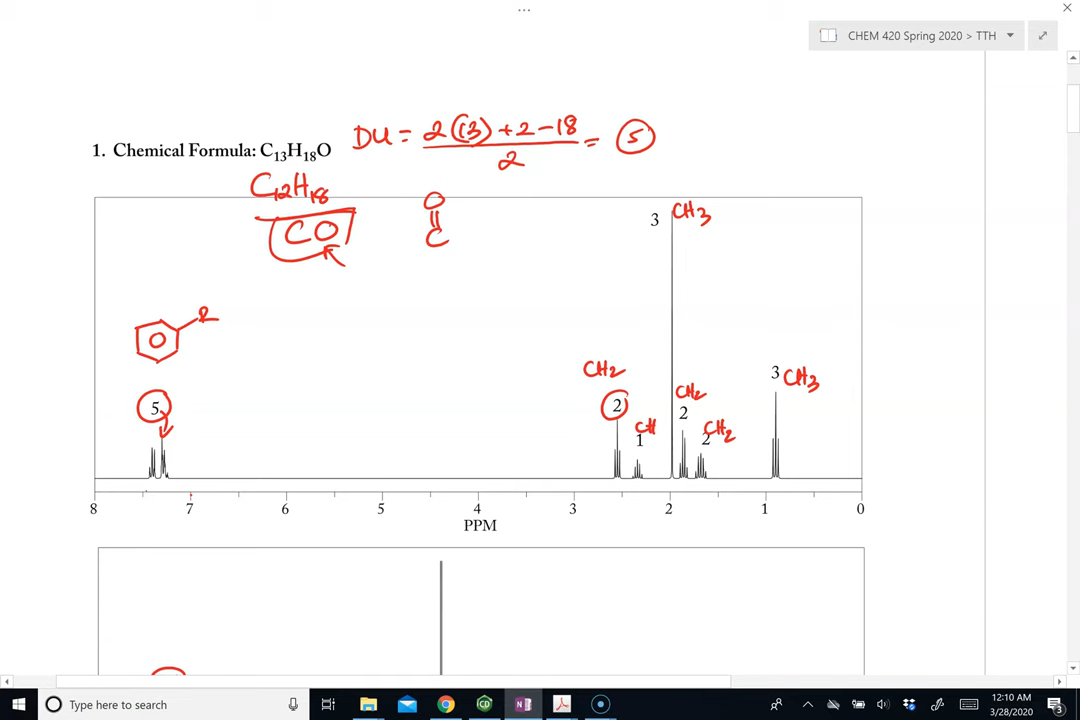 CHEM 420 Spring 2020 > TTH
DU = 2(13)+2-18 / 2 = 5
1. Chemical Formula: C13H18O
C12H18
CO
O
C
R
3 CH3
CH2
3 CH3
5
2
CH2
2
CH
1
CH2
2
8 7 6 5 4 3 2 1 0
PPM
Type here to search
12:10 AM
3/28/2020
3